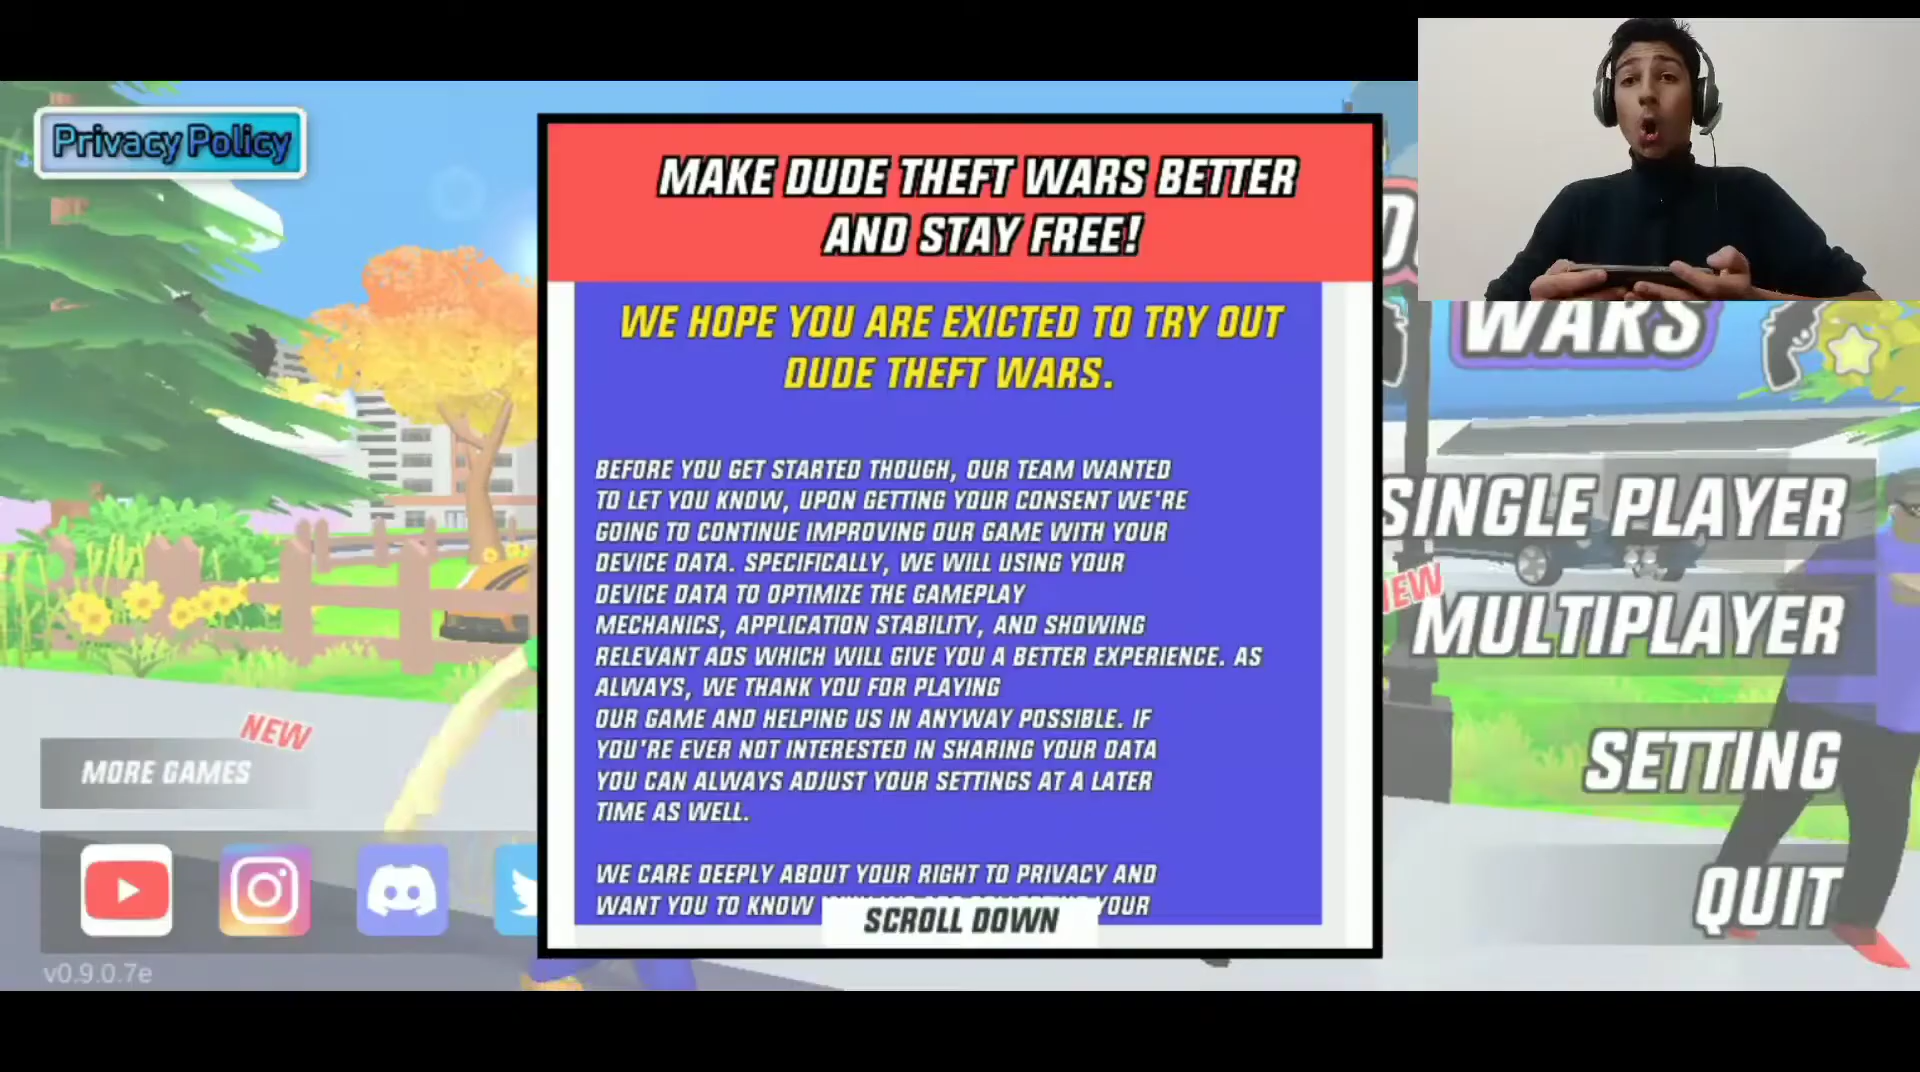 Privacy Policy
MAKE DUDE THEFT WARS BETTER
AND STAY FREE!
WE HOPE YOU ARE EXICTED TO TRY OUT
DUDE THEFT WARS.
BEFORE YOU GET STARTED THOUGH, OUR TEAM WANTED
TO LET YOU KNOW, UPON GETTING YOUR CONSENT WE'RE
GOING TO CONTINUE IMPROVING OUR GAME WITH YOUR
DEVICE DATA. SPECIFICALLY, WE WILL USING YOUR
DEVICE DATA TO OPTIMIZE THE GAMEPLAY
MECHANICS, APPLICATION STABILITY, AND SHOWING
RELEVANT ADS WHICH WILL GIVE YOU A BETTER EXPERIENCE. AS
ALWAYS, WE THANK YOU FOR PLAYING
OUR GAME AND HELPING US IN ANYWAY POSSIBLE. IF
YOU'RE EVER NOT INTERESTED IN SHARING YOUR DATA
YOU CAN ALWAYS ADJUST YOUR SETTINGS AT A LATER
TIME AS WELL.
WE CARE DEEPLY ABOUT YOUR RIGHT TO PRIVACY AND
WANT YOU TO KNOW YOUR
SCROLL DOWN
WARS
SINGLE PLAYER
NEW
MULTIPLAYER
SETTING
QUIT
NEW
MORE GAMES
v0.9.0.7e